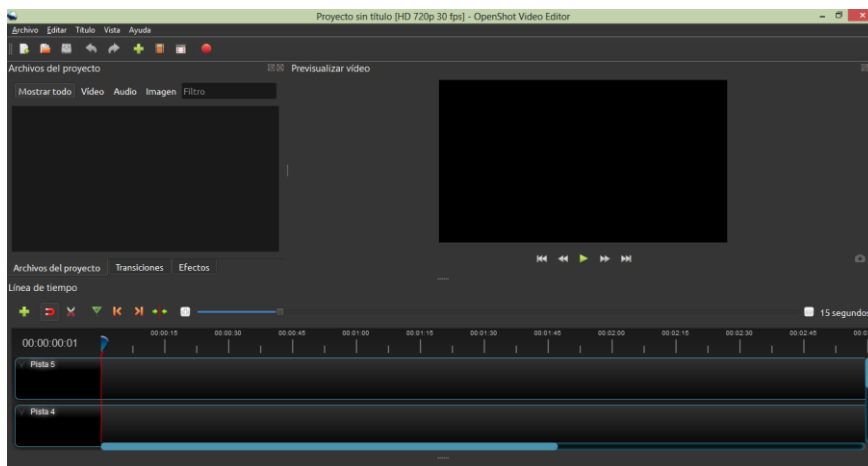 Proyecto sin título [HD 720p 30 fps] - OpenShot Video Editor
Archivo Editar Título Vista Ayuda
Archivos del proyecto
Previsualizar vídeo
Mostrar todo Vídeo Audio Imagen Filtro
Archivos del proyecto Transiciones Efectos
Línea de tiempo
15 segundos
00:00:00:01 00:00:15 00:00:30 00:00:45 00:01:00 00:01:15 00:01:30 00:01:45 00:02:00 00:02:15 00:02:30 00:02:45
Pista 5
Pista 4